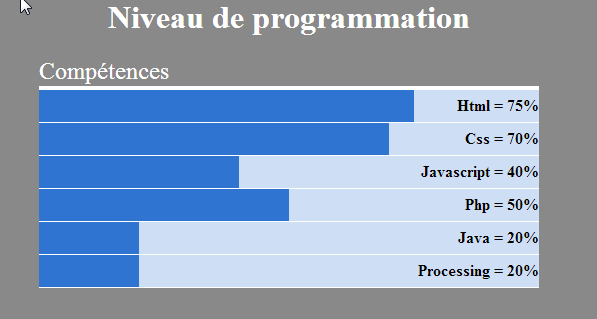 Niveau de programmation
Compétences
Html = 75%
Css = 70%
Javascript = 40%
Php = 50%
Java = 20%
Processing = 20%